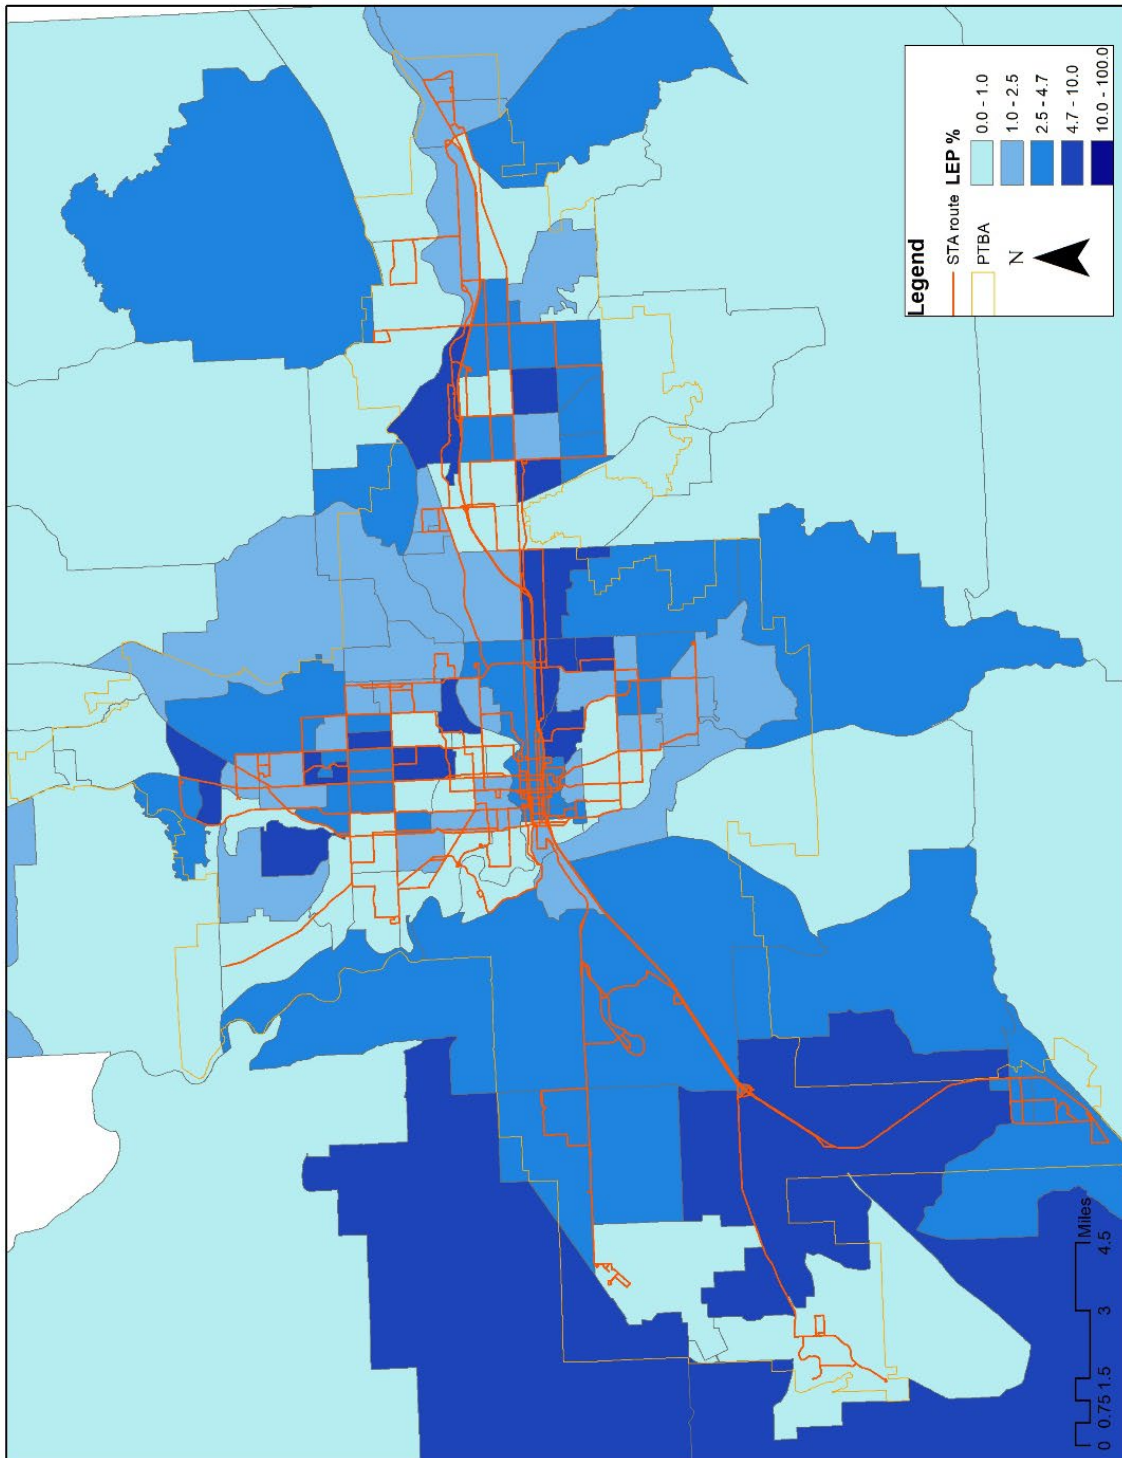 Legend
STA route
PTBA
N
LEP %
0.0 - 1.0
1.0 - 2.5
2.5 - 4.7
4.7 - 10.0
10.0 - 100.0
0 0.75 1.5 3 4.5
Miles